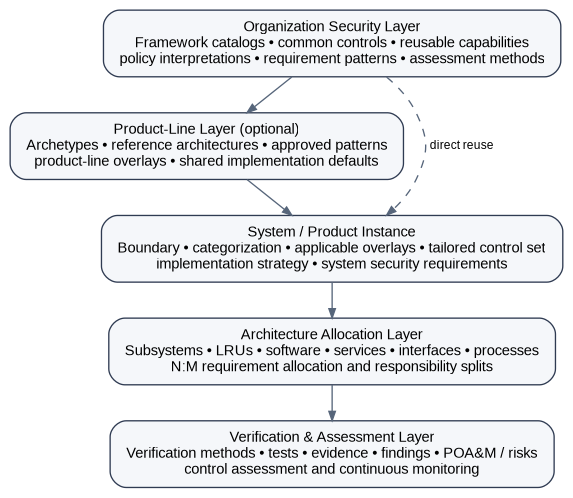 Organization Security Layer
Framework catalogs • common controls • reusable capabilities
policy interpretations • requirement patterns • assessment methods
Product-Line Layer (optional)
Archetypes • reference architectures • approved patterns
product-line overlays • shared implementation defaults
direct reuse
System / Product Instance
Boundary • categorization • applicable overlays • tailored control set
implementation strategy • system security requirements
Architecture Allocation Layer
Subsystems • LRUs • software • services • interfaces • processes
N:M requirement allocation and responsibility splits
Verification & Assessment Layer
Verification methods • tests • evidence • findings • POA&M / risks
control assessment and continuous monitoring